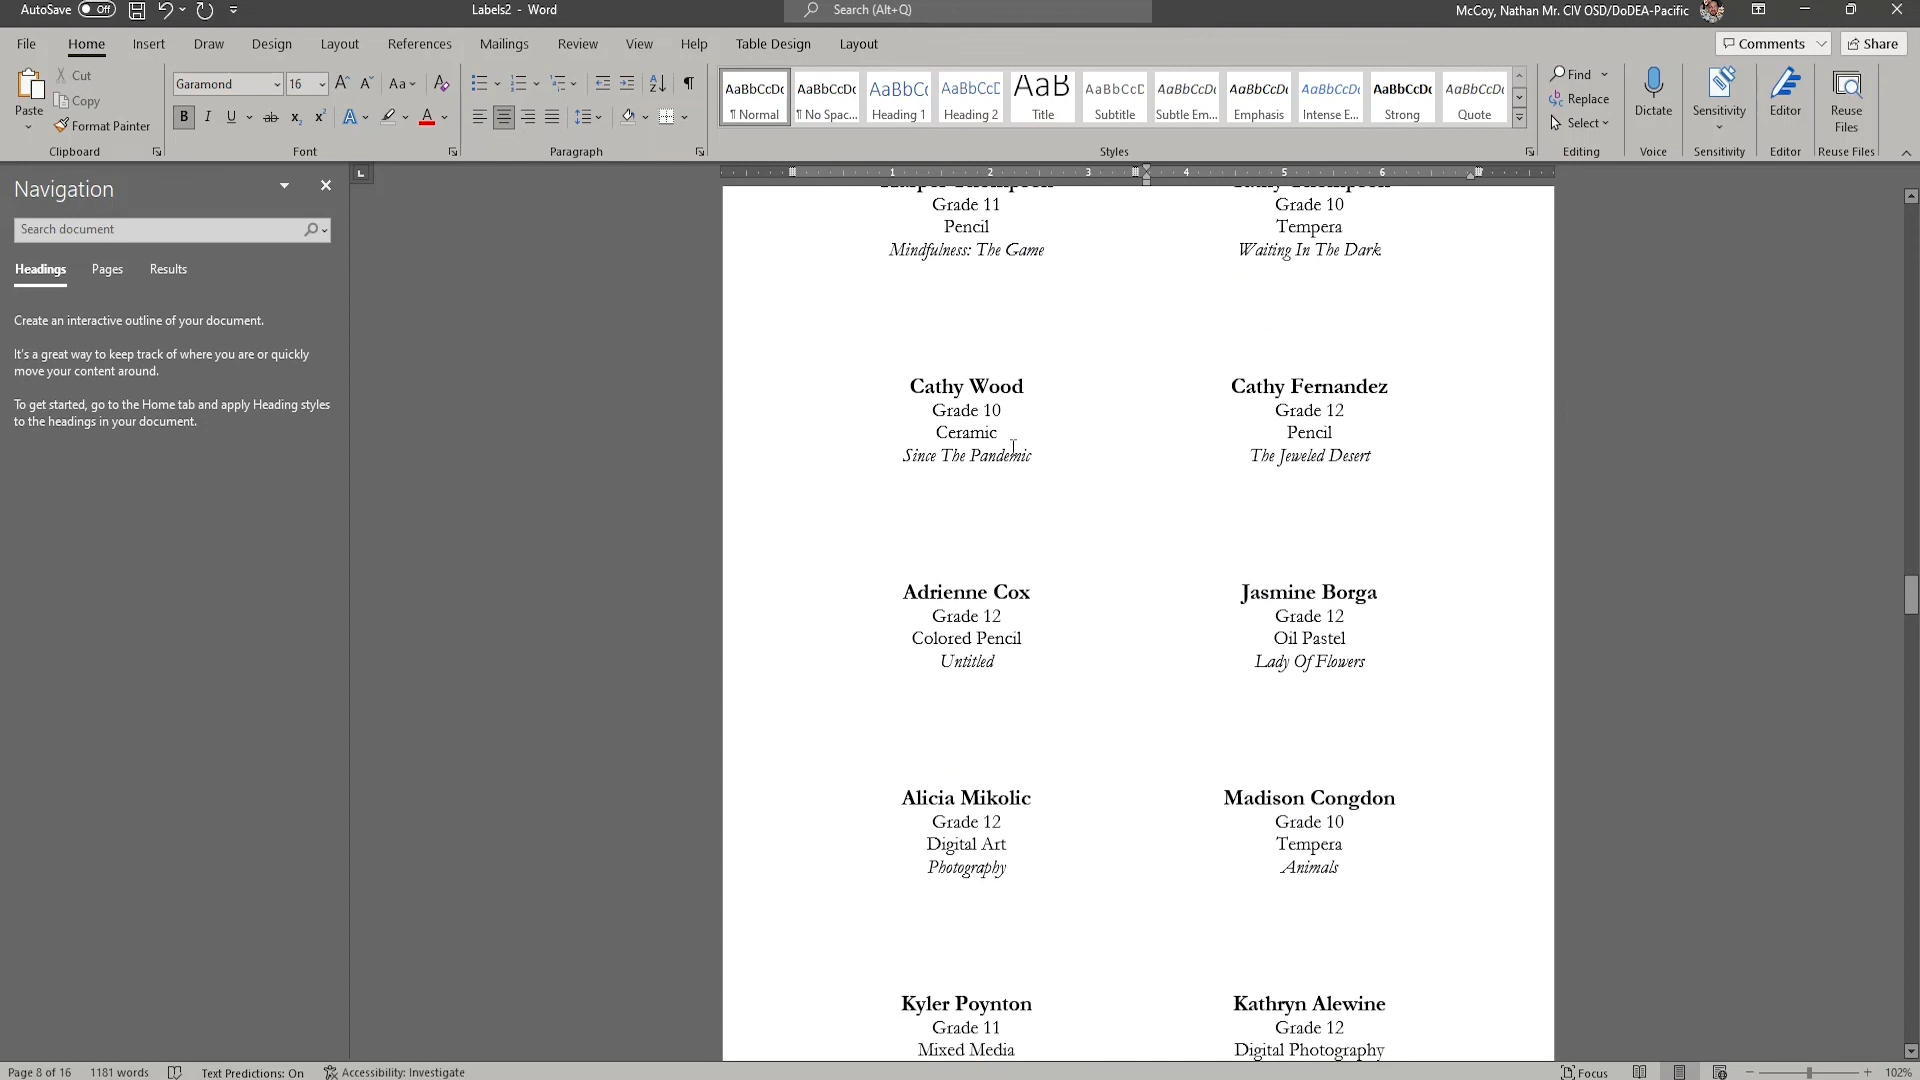 AutoSave Off Labels2 - Word Search (Alt+Q) McCoy, Nathan Mr. CIV OSD/DoDEA-Pacific
File Home Insert Draw Design Layout References Mailings Review View Help Table Design Layout Comments Share
Paste
Cut
Copy
Format Painter
Clipboard
Garamond 16
Font
Paragraph
AaBbCcDc AaBbCcDc AaBbCc AaBbCcD AaB AaBbCcD AaBbCcDc AaBbCcDc AaBbCcDc AaBbCcDc AaBbCcDc
¶ Normal ¶ No Spac... Heading 1 Heading 2 Title Subtitle Subtle Em... Emphasis Intense E... Strong Quote
Styles
Find
Replace
Select
Editing
Dictate
Voice
Sensitivity
Sensitivity
Editor
Editor
Reuse
Files
Reuse Files
Navigation
Search document
Headings Pages Results
Create an interactive outline of your document.
It's a great way to keep track of where you are or quickly
move your content around.
To get started, go to the Home tab and apply Heading styles
to the headings in your document.
1 2 3 4 5 6
Grade 11
Pencil
Mindfulness: The Game
Cathy Thompson
Grade 10
Tempera
Waiting In The Dark
Cathy Wood
Grade 10
Ceramic
Since The Pandemic
Cathy Fernandez
Grade 12
Pencil
The Jeweled Desert
Adrienne Cox
Grade 12
Colored Pencil
Untitled
Jasmine Borga
Grade 12
Oil Pastel
Lady Of Flowers
Alicia Mikolic
Grade 12
Digital Art
Photography
Madison Congdon
Grade 10
Tempera
Animals
Kyler Poynton
Grade 11
Mixed Media
Kathryn Alewine
Grade 12
Digital Photography
Page 8 of 16 1181 words Text Predictions: On Accessibility: Investigate Focus 102%